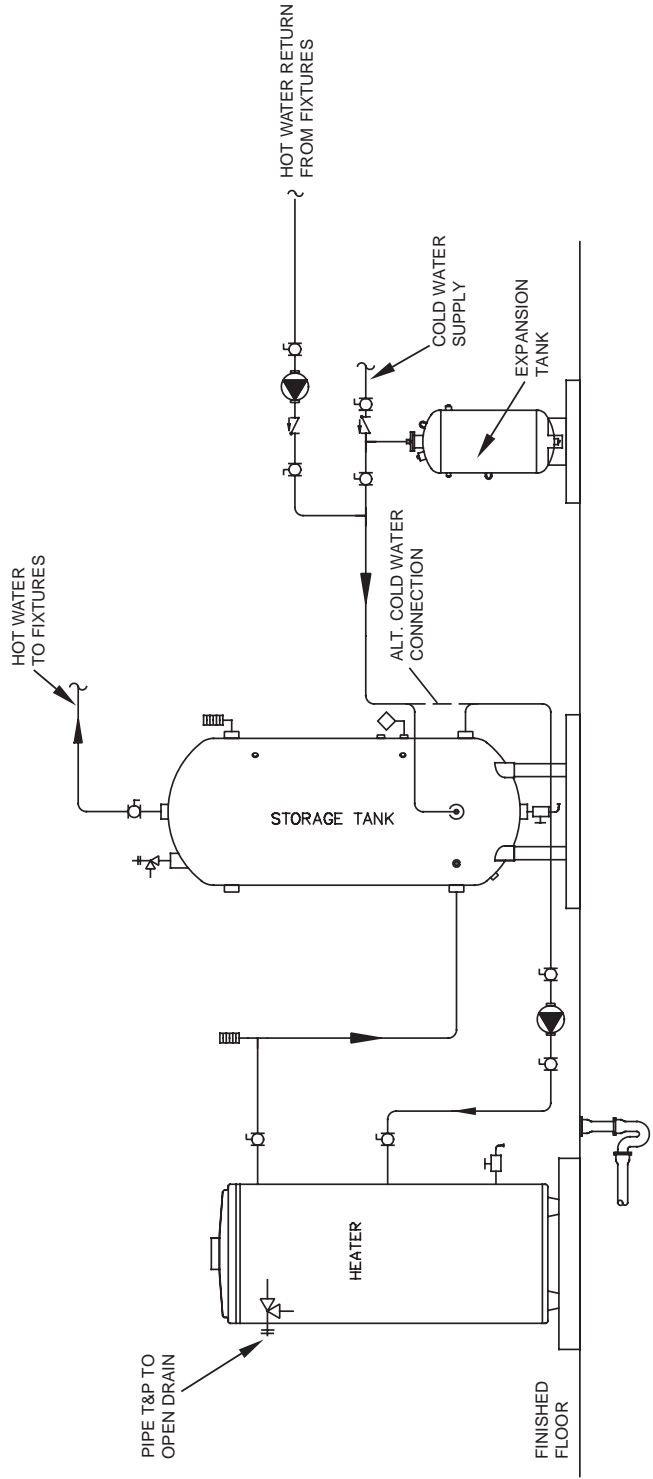 PIPE T&P TO
OPEN DRAIN
HEATER
FINISHED
FLOOR
HOT WATER
TO FIXTURES
STORAGE TANK
ALT. COLD WATER
CONNECTION
HOT WATER RETURN
FROM FIXTURES
COLD WATER
SUPPLY
EXPANSION
TANK